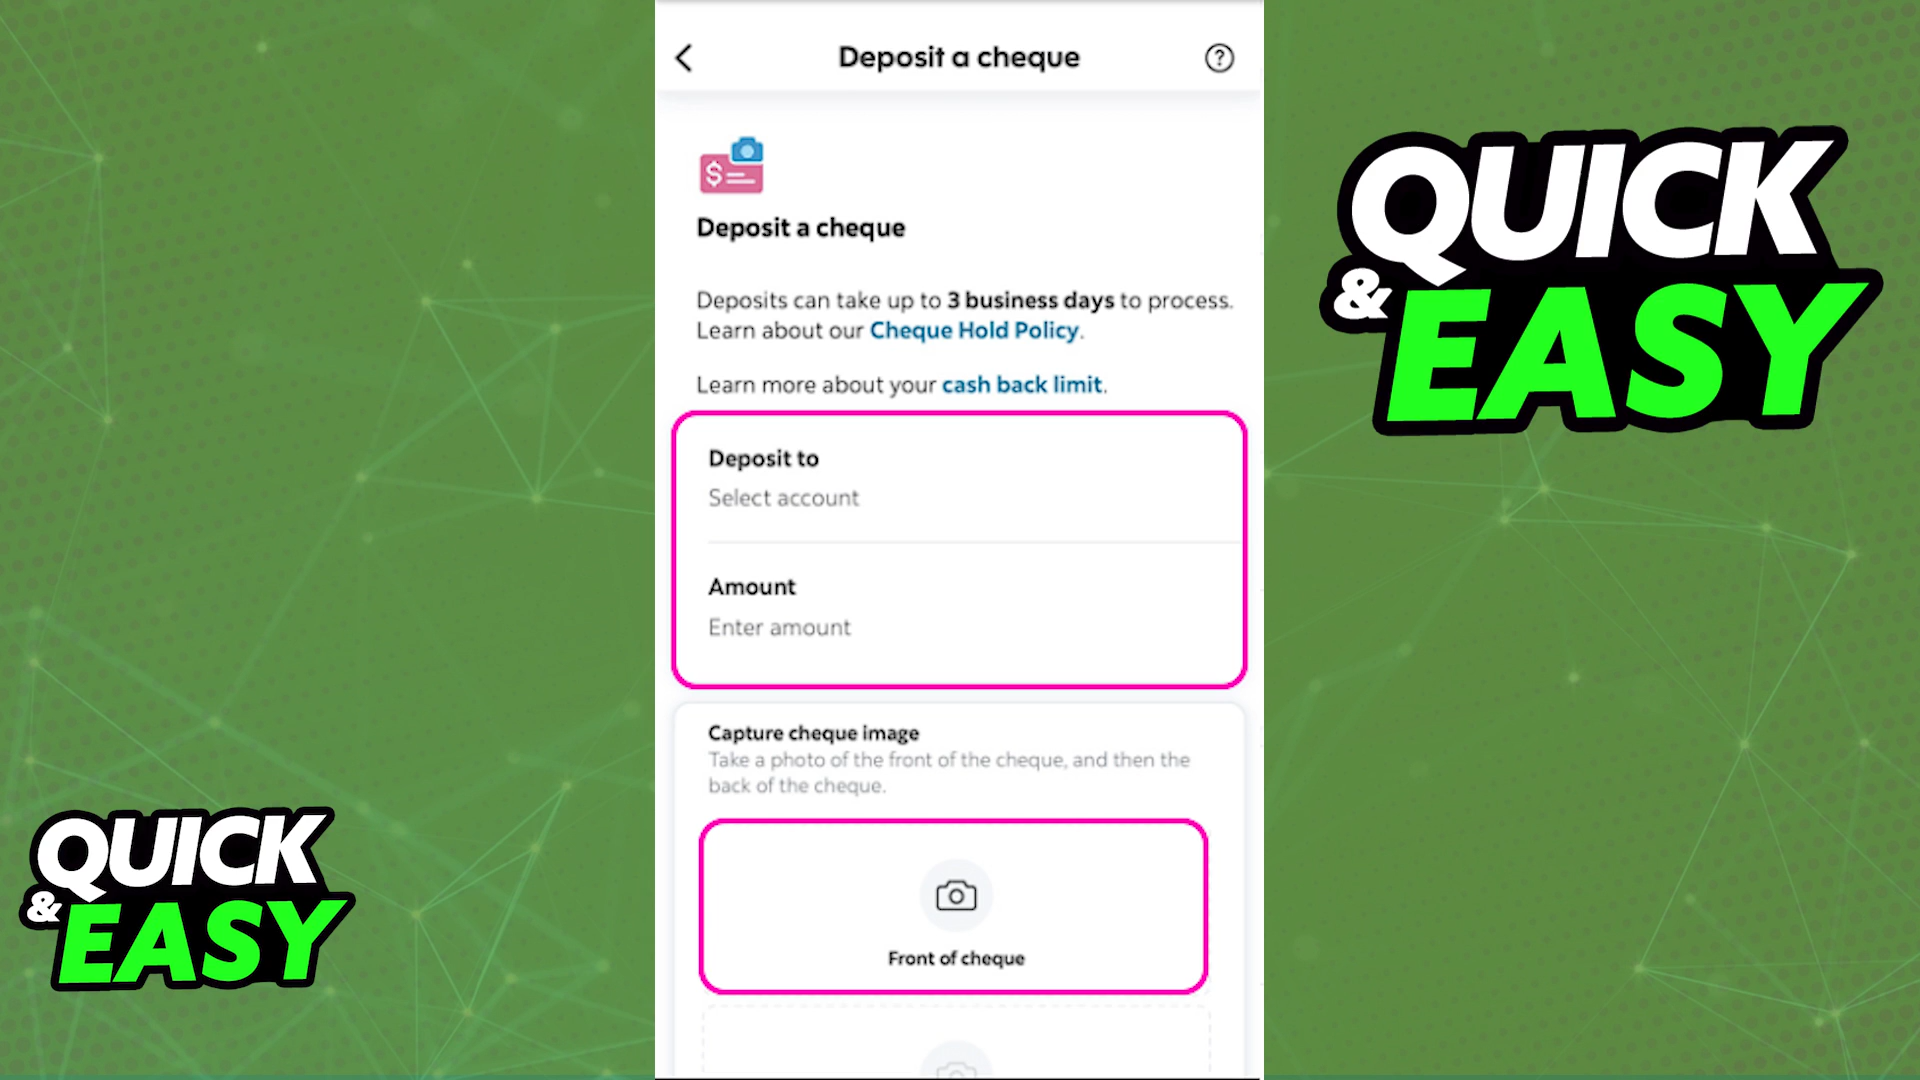 Deposit a cheque
Deposit a cheque
Deposits can take up to 3 business days to process.
Learn about our Cheque Hold Policy.
Learn more about your cash back limit.
Deposit to
Select account
Amount
Enter amount
Capture cheque image
Take a photo of the front of the cheque, and then the
back of the cheque.
Front of cheque
QUICK
& EASY
QUICK
& EASY